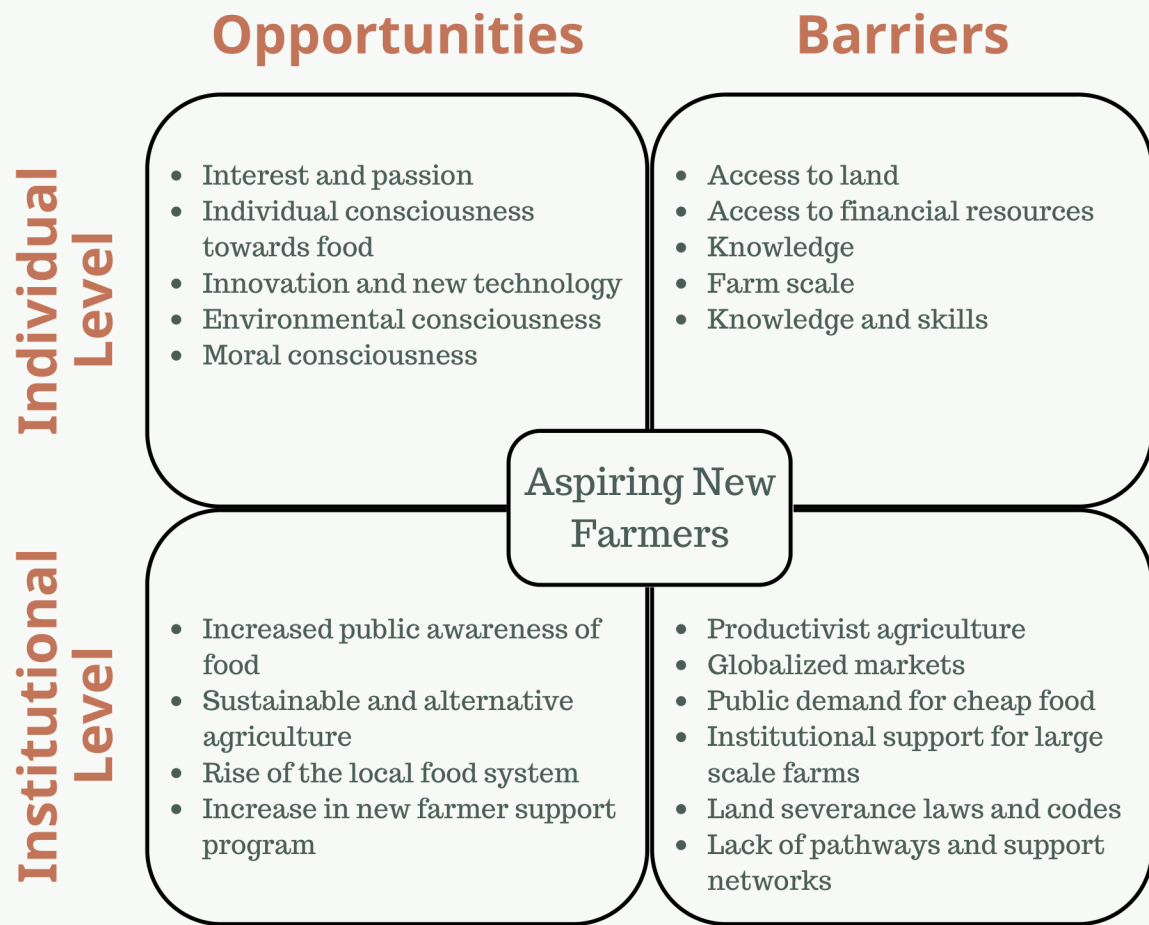 Opportunities
Barriers
Individual
Level
• Interest and passion
• Individual consciousness
towards food
• Innovation and new technology
• Environmental consciousness
• Moral consciousness
• Access to land
• Access to financial resources
• Knowledge
• Farm scale
• Knowledge and skills
Aspiring New
Farmers
Institutional
Level
• Increased public awareness of
food
• Sustainable and alternative
agriculture
• Rise of the local food system
• Increase in new farmer support
program
• Productivist agriculture
• Globalized markets
• Public demand for cheap food
• Institutional support for large
scale farms
• Land severance laws and codes
• Lack of pathways and support
networks